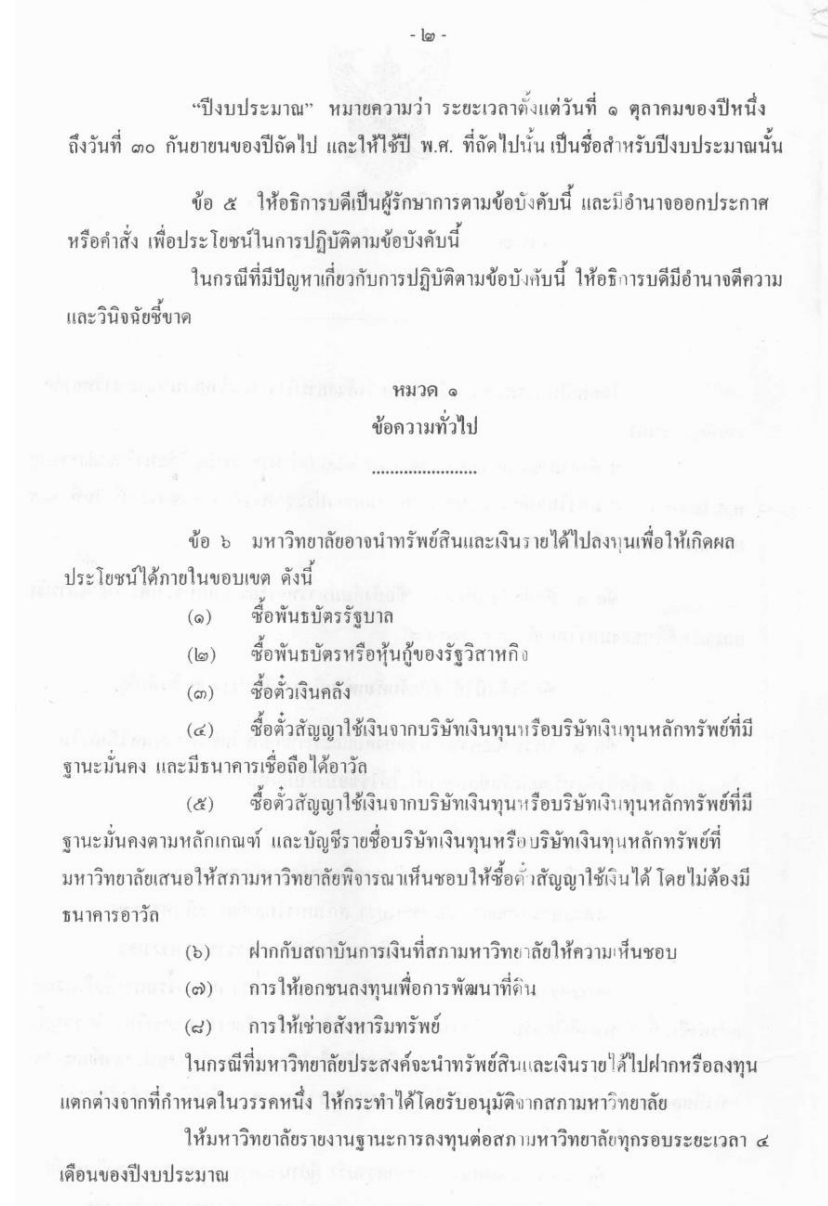 - ๒ -
“ปีงบประมาณ” หมายความว่า ระยะเวลาตั้งแต่วันที่ ๑ ตุลาคมของปีหนึ่ง
ถึงวันที่ ๓๐ กันยายนของปีถัดไป และให้ใช้ปี พ.ศ. ที่ถัดไปนั้น เป็นชื่อสำหรับปีงบประมาณนั้น
ข้อ ๕ ให้อธิการบดีเป็นผู้รักษาการตามข้อบังคับนี้ และมีอำนาจออกประกาศ
หรือคำสั่ง เพื่อประโยชน์ในการปฏิบัติตามข้อบังคับนี้
ในกรณีที่มีปัญหาเกี่ยวกับการปฏิบัติตามข้อบังคับนี้ ให้อธิการบดีมีอำนาจตีความ
และวินิจฉัยชี้ขาด
หมวด ๑
ข้อความทั่วไป
.......................
ข้อ ๖ มหาวิทยาลัยอาจนำทรัพย์สินและเงินรายได้ไปลงทุนเพื่อให้เกิดผล
ประโยชน์ได้ภายในขอบเขต ดังนี้
(๑) ซื้อพันธบัตรรัฐบาล
(๒) ซื้อพันธบัตรหรือหุ้นกู้ของรัฐวิสาหกิจ
(๓) ซื้อตั๋วเงินคลัง
(๔) ซื้อตั๋วสัญญาใช้เงินจากบริษัทเงินทุนหรือบริษัทเงินทุนหลักทรัพย์ที่มี
ฐานะมั่นคง และมีธนาคารเชื่อถือได้อาวัล
(๕) ซื้อตั๋วสัญญาใช้เงินจากบริษัทเงินทุนหรือบริษัทเงินทุนหลักทรัพย์ที่มี
ฐานะมั่นคงตามหลักเกณฑ์ และบัญชีรายชื่อบริษัทเงินทุนหรือบริษัทเงินทุนหลักทรัพย์ที่
มหาวิทยาลัยเสนอให้สภามหาวิทยาลัยพิจารณาเห็นชอบให้ซื้อตั๋วสัญญาใช้เงินได้ โดยไม่ต้องมี
ธนาคารอาวัล
(๖) ฝากกับสถาบันการเงินที่สภามหาวิทยาลัยให้ความเห็นชอบ
(๗) การให้เอกชนลงทุนเพื่อการพัฒนาที่ดิน
(๘) การให้เช่าอสังหาริมทรัพย์
ในกรณีที่มหาวิทยาลัยประสงค์จะนำทรัพย์สินและเงินรายได้ไปฝากหรือลงทุน
แตกต่างจากที่กำหนดในวรรคหนึ่ง ให้กระทำได้โดยรับอนุมัติจากสภามหาวิทยาลัย
ให้มหาวิทยาลัยรายงานฐานะการลงทุนต่อสภามหาวิทยาลัยทุกรอบระยะเวลา ๔
เดือนของปีงบประมาณ